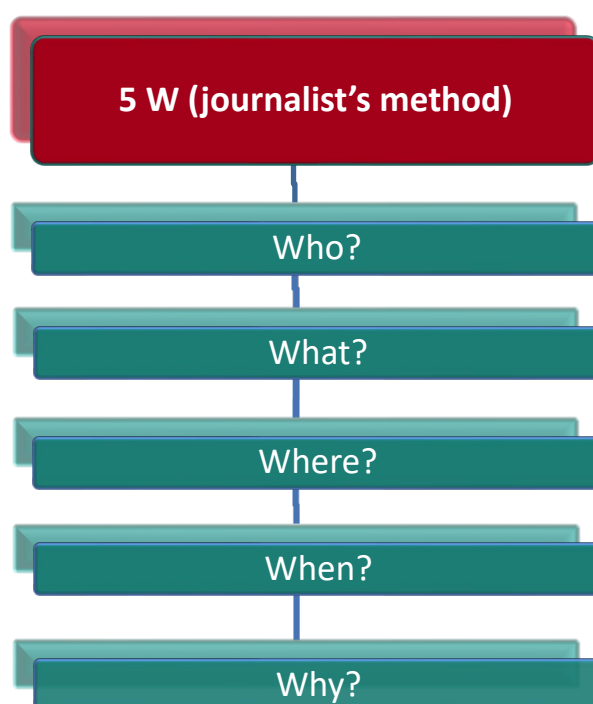 5 W (journalist’s method)
Who?
What?
Where?
When?
Why?